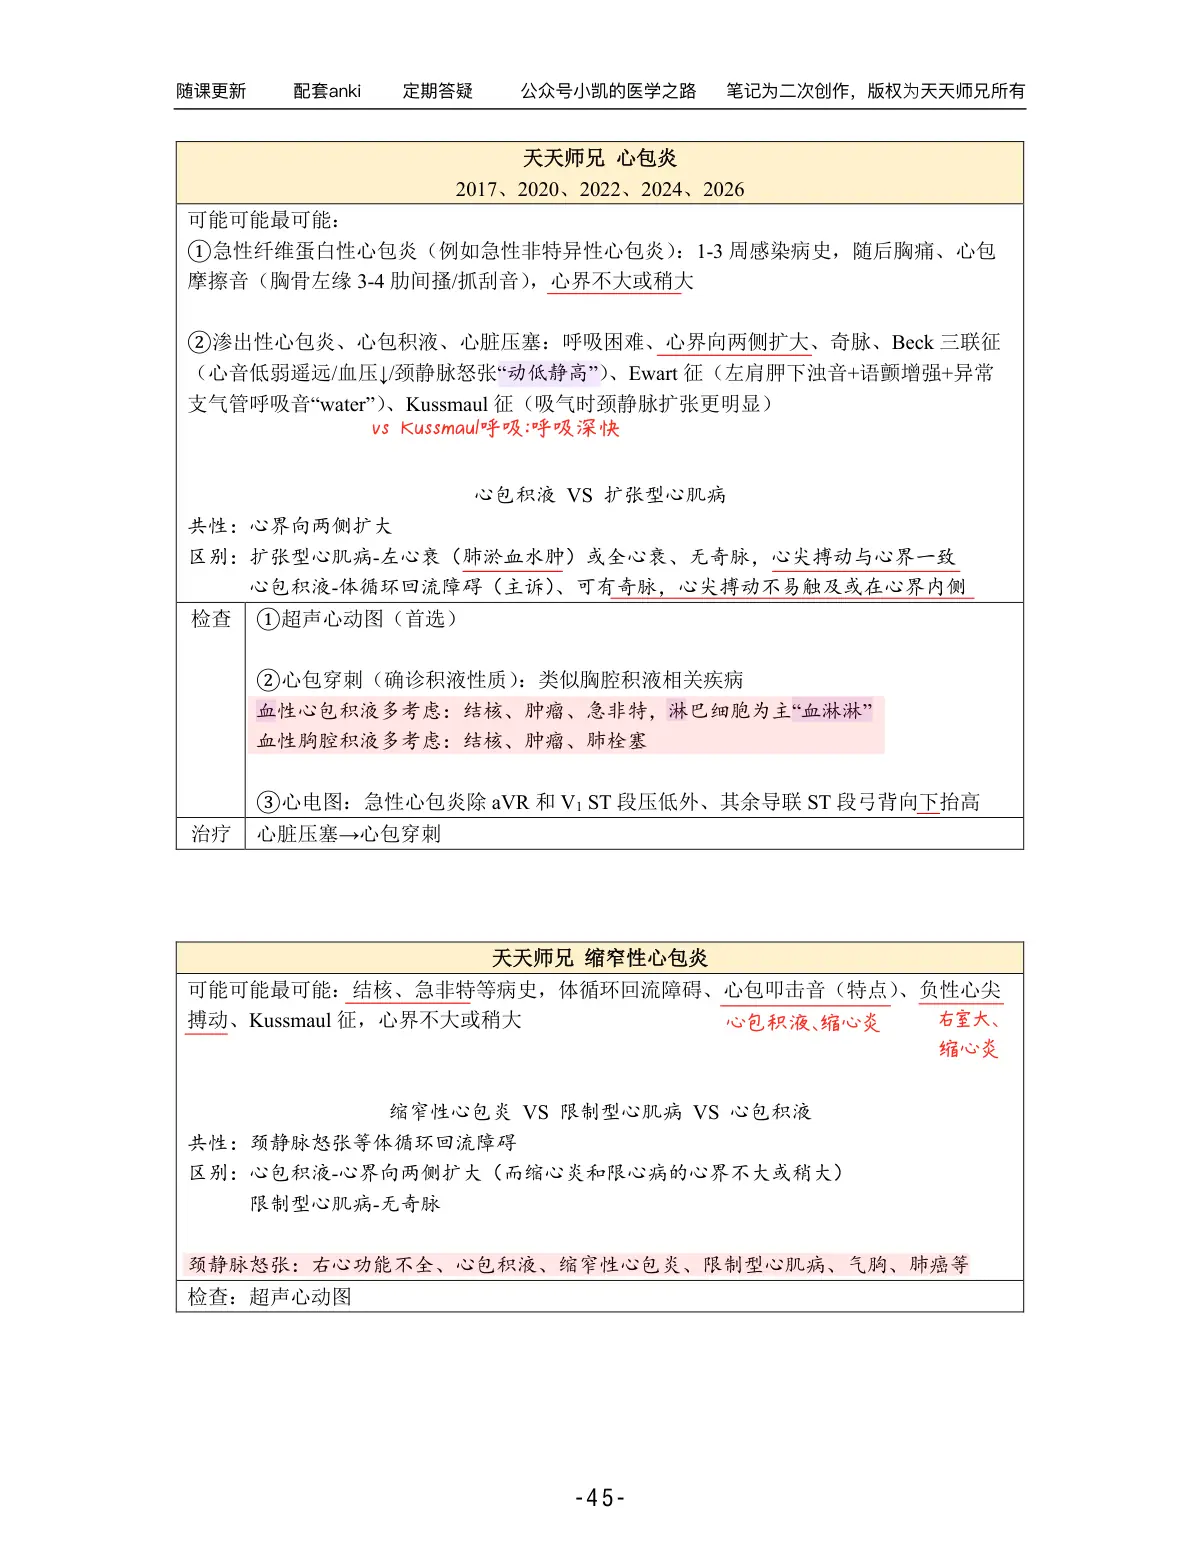 随课更新 配套anki 定期答疑 公众号小凯的医学之路 笔记为二次创作，版权为天天师兄所有
天天师兄 心包炎
2017、2020、2022、2024、2026
可能可能最可能：
①急性纤维蛋白性心包炎（例如急性非特异性心包炎）：1-3 周感染病史，随后胸痛、心包
摩擦音（胸骨左缘 3-4 肋间搔/抓刮音），心界不大或稍大
②渗出性心包炎、心包积液、心脏压塞：呼吸困难、心界向两侧扩大、奇脉、Beck 三联征
（心音低弱遥远/血压↓/颈静脉怒张“动低静高”）、Ewart 征（左肩胛下浊音+语颤增强+异常
支气管呼吸音“water”）、Kussmaul 征（吸气时颈静脉扩张更明显）
vs Kussmaul呼吸：呼吸深快
心包积液 VS 扩张型心肌病
共性：心界向两侧扩大
区别：扩张型心肌病-左心衰（肺淤血水肿）或全心衰、无奇脉，心尖搏动与心界一致
心包积液-体循环回流障碍（主诉）、可有奇脉，心尖搏动不易触及或在心界内侧
检查 ①超声心动图（首选）
②心包穿刺（确诊积液性质）：类似胸腔积液相关疾病
血性心包积液多考虑：结核、肿瘤、急非特，淋巴细胞为主“血淋淋”
血性胸腔积液多考虑：结核、肿瘤、肺栓塞
③心电图：急性心包炎除 aVR 和 V₁ ST 段压低外、其余导联 ST 段弓背向下抬高
治疗 心脏压塞→心包穿刺
天天师兄 缩窄性心包炎
可能可能最可能：结核、急非特等病史，体循环回流障碍、心包叩击音（特点）、负性心尖
搏动、Kussmaul 征，心界不大或稍大
心包积液、缩心炎 右室大、
缩心炎
缩窄性心包炎 VS 限制型心肌病 VS 心包积液
共性：颈静脉怒张等体循环回流障碍
区别：心包积液-心界向两侧扩大（而缩心炎和限心病的心界不大或稍大）
限制型心肌病-无奇脉
颈静脉怒张：右心功能不全、心包积液、缩窄性心包炎、限制型心肌病、气胸、肺癌等
检查：超声心动图
-45-